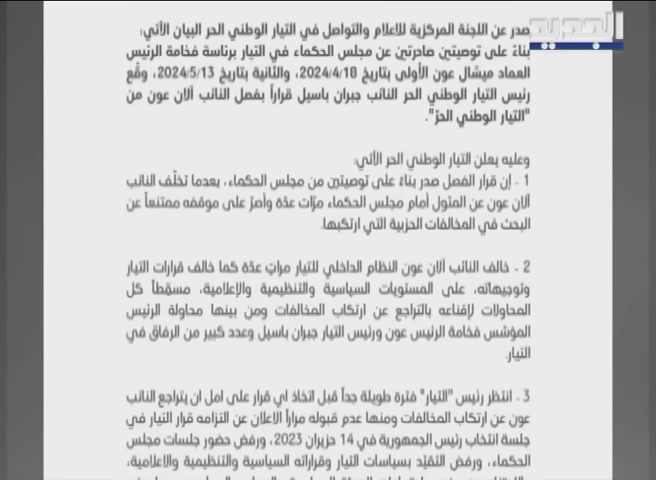 الجديد
صدر عن اللجنة المركزية للاعلام والتواصل في التيار الوطني الحر البيان الأتي:
بناءً على توصيتين صادرتين عن مجلس الحكماء في التيار برئاسة فخامة الرئيس
العماد ميشال عون الأولى بتاريخ 2024/4/18، والثانية بتاريخ 2024/5/13، وقّع
رئيس التيار الوطني الحر النائب جبران باسيل قراراً بفصل النائب ألان عون من
"التيار الوطني الحرّ".
وعليه يعلن التيار الوطني الحر الأتي:
1 - إن قرار الفصل صدر بناءً على توصيتين من مجلس الحكماء، بعدما تخلّف النائب
ألان عون عن المثول أمام مجلس الحكماء مرّات عدّة وأصرّ على موقفه ممتنعاً عن
البحث في المخالفات الحزبية التي ارتكبها.
2 - خالف النائب ألان عون النظام الداخلي للتيار مراتٍ عدّة كما خالف قرارات التيار
وتوجيهاته، على المستويات السياسية والتنظيمية والإعلامية، مسقطاً كل
المحاولات لإقناعه بالتراجع عن ارتكاب المخالفات ومن بينها محاولة الرئيس
المؤسّس فخامة الرئيس عون ورئيس التيار جبران باسيل وعدد كبير من الرفاق في
التيار.
3 - انتظر رئيس "التيار" فترة طويلة جداً قبل اتخاذ اي قرار على امل ان يتراجع النائب
عون عن ارتكاب المخالفات ومنها عدم قبوله مراراً الاعلان عن التزامه قرار التيار في
جلسة انتخاب رئيس الجمهورية في 14 حزيران 2023، ورفض حضور جلسات مجلس
الحكماء، ورفض التقيّد بسياسات التيار وقراراته السياسية والتنظيمية والاعلامية،